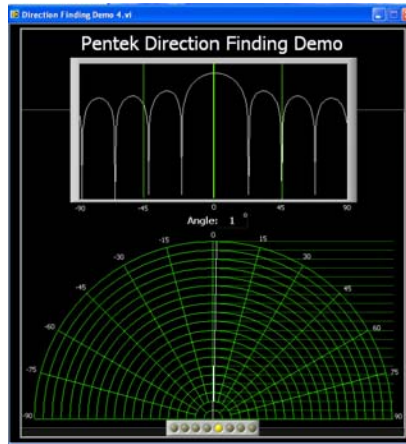 Direction Finding Demo 4.vi
Pentek Direction Finding Demo
-90 -45 0 45 90
Angle: 1 °
0
-15 15
-30 30
-45 45
-60 60
-75 75
-90 90